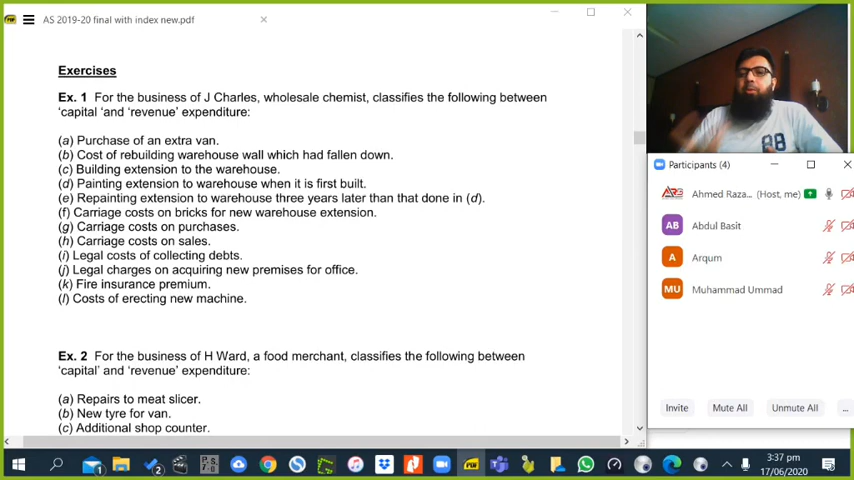 AS 2019-20 final with index new.pdf
Exercises
Ex. 1 For the business of J Charles, wholesale chemist, classifies the following between
‘capital ‘and ‘revenue’ expenditure:
(a) Purchase of an extra van.
(b) Cost of rebuilding warehouse wall which had fallen down.
(c) Building extension to the warehouse.
(d) Painting extension to warehouse when it is first built.
(e) Repainting extension to warehouse three years later than that done in (d).
(f) Carriage costs on bricks for new warehouse extension.
(g) Carriage costs on purchases.
(h) Carriage costs on sales.
(i) Legal costs of collecting debts.
(j) Legal charges on acquiring new premises for office.
(k) Fire insurance premium.
(l) Costs of erecting new machine.
Ex. 2 For the business of H Ward, a food merchant, classifies the following between
‘capital’ and ‘revenue’ expenditure:
(a) Repairs to meat slicer.
(b) New tyre for van.
(c) Additional shop counter.
Participants (4)
Ahmed Raza... (Host, me)
AB Abdul Basit
A Arqum
MU Muhammad Ummad
Invite Mute All Unmute All ...
3:37 pm
17/06/2020